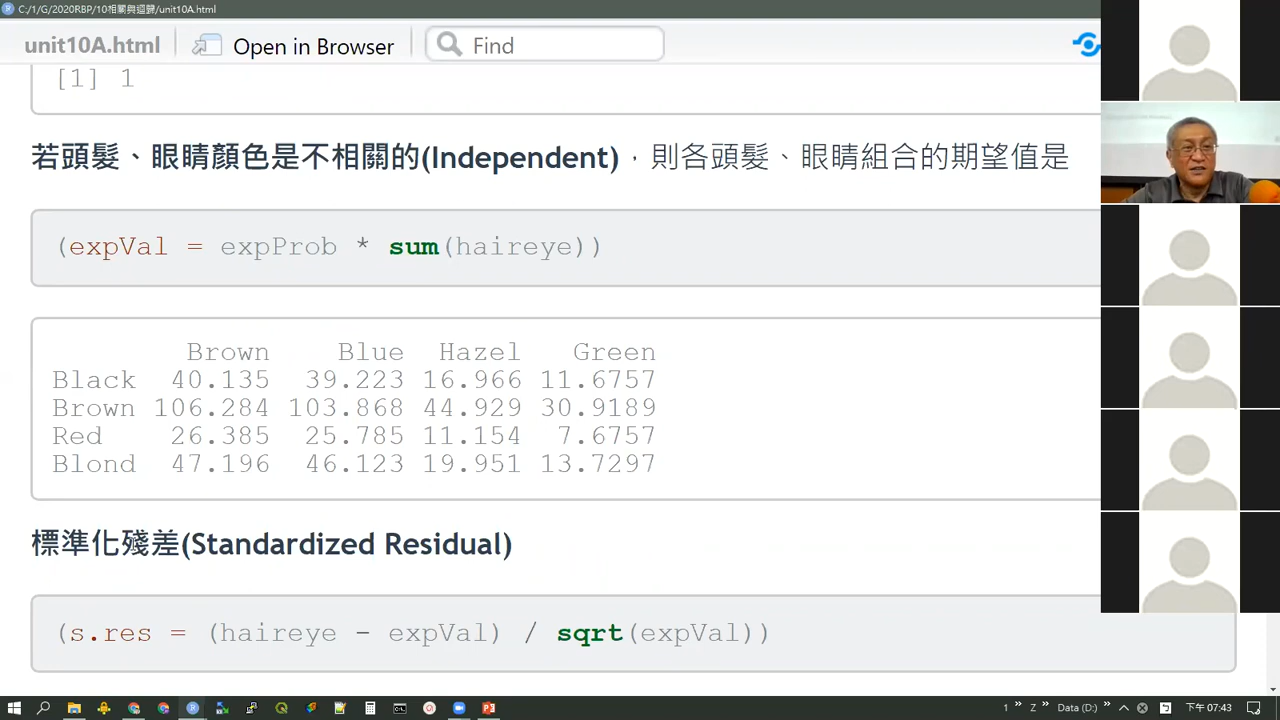 C:/1/G/2020RBP/10相關與迴歸/unit10A.html
unit10A.html Open in Browser Find
[1] 1
若頭髮、眼睛顏色是不相關的(Independent)，則各頭髮、眼睛組合的期望值是
(expVal = expProb * sum(haireye))
Brown Blue Hazel Green
Black 40.135 39.223 16.966 11.6757
Brown 106.284 103.868 44.929 30.9189
Red 26.385 25.785 11.154 7.6757
Blond 47.196 46.123 19.951 13.7297
標準化殘差(Standardized Residual)
(s.res = (haireye - expVal) / sqrt(expVal))
1 » Z » Data (D:) » 下午 07:43